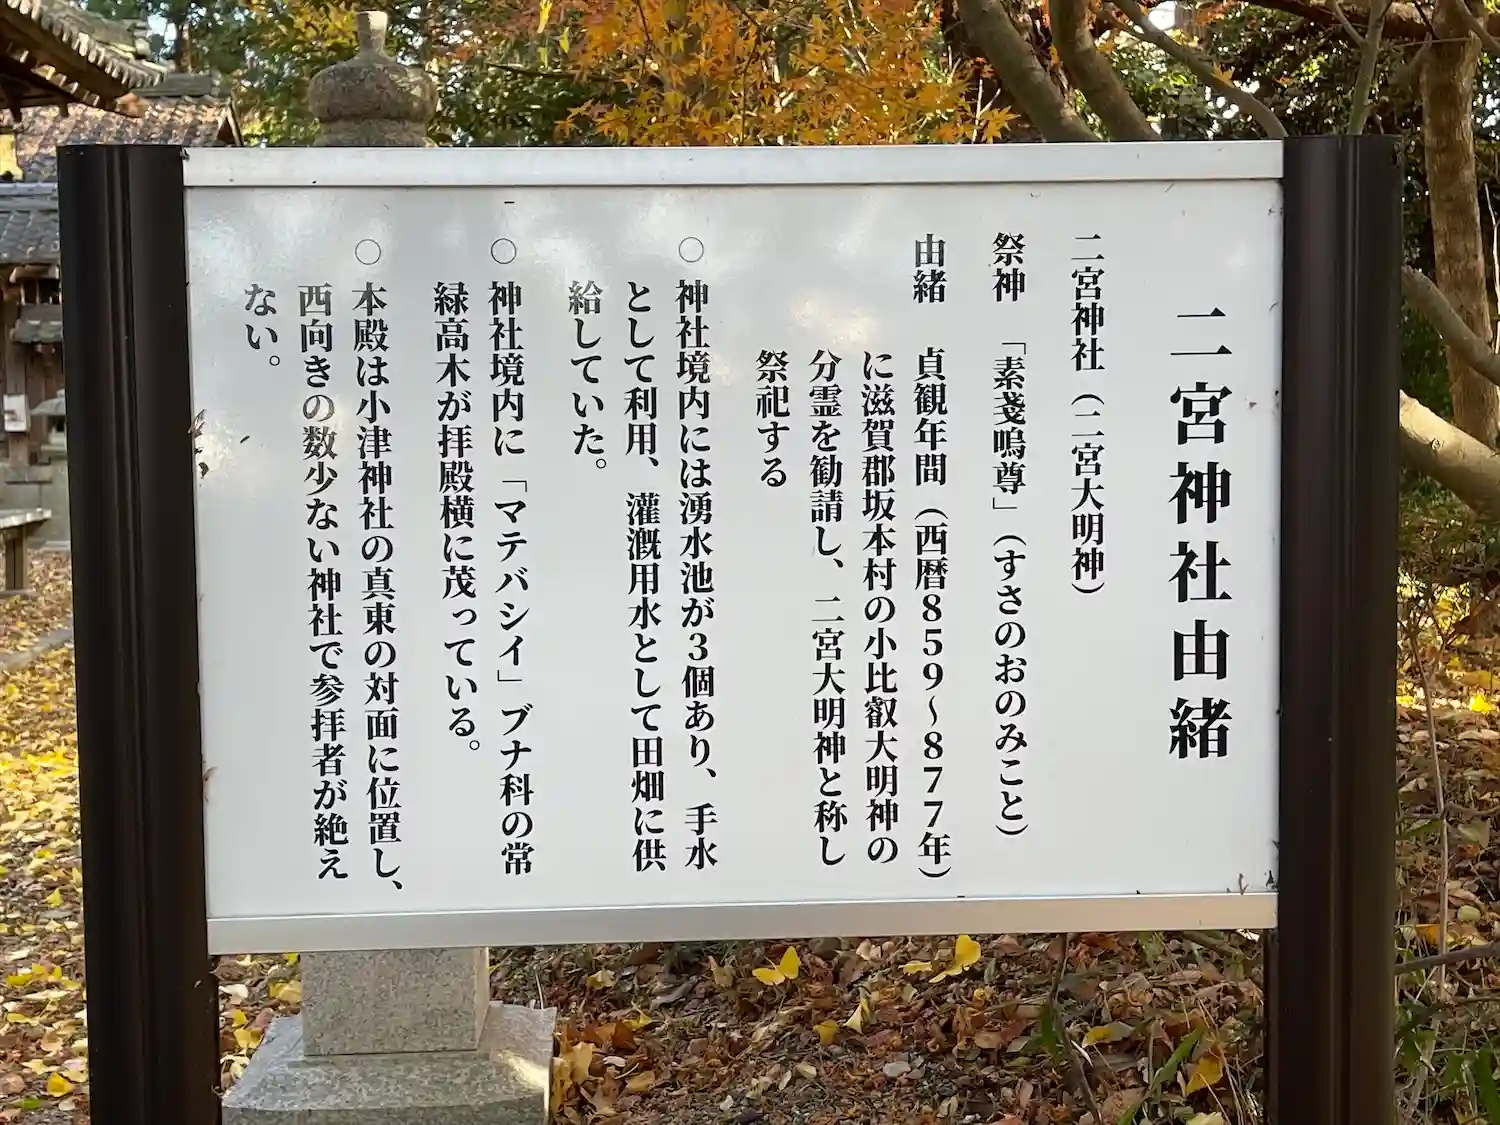 二宮神社由緒
二宮神社（二宮大明神）
祭神　「素戔嗚尊」（すさのおのみこと）
由緒　貞観年間（西暦８５９～８７７年）
に滋賀郡坂本村の小比叡大明神の
分霊を勧請し、二宮大明神と称し
祭祀する
○　神社境内には湧水池が３個あり、手水
として利用、灌漑用水として田畑に供
給していた。
○　神社境内に「マテバシイ」ブナ科の常
緑高木が拝殿横に茂っている。
○　本殿は小津神社の真東の対面に位置し、
西向きの数少ない神社で参拝者が絶え
ない。